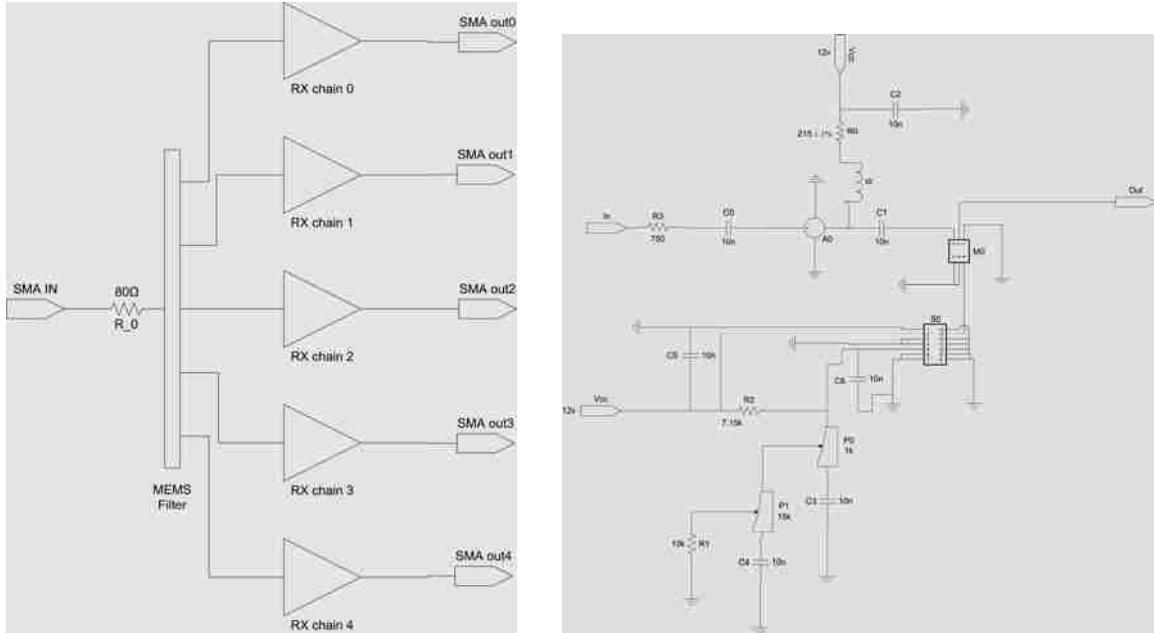 SMA out0
RX chain 0
SMA out1
RX chain 1
SMA IN
80Ω
R_0
SMA out2
RX chain 2
SMA out3
RX chain 3
MEMS
Filter
SMA out4
RX chain 4
12v
Vcc
C2
10n
R0
In
R3
750
C0
10n
A0
C1
10n
Out
M0
S0
C5
10n
C6
10n
12v
Vcc
R2
7.15k
P0
1k
C3
10n
P1
10k
R1
C4
10n